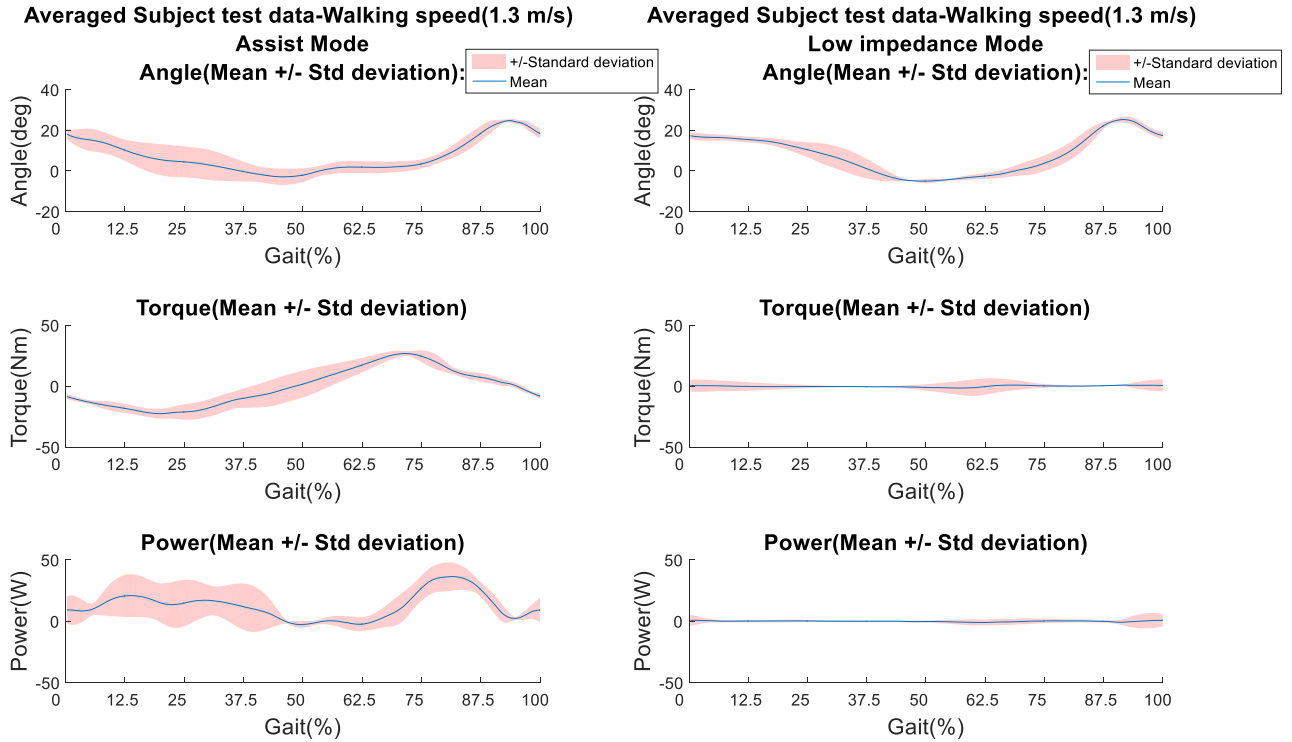 Averaged Subject test data-Walking speed(1.3 m/s)
Assist Mode
Angle(Mean +/- Std deviation):
+/-Standard deviation
Mean
Angle(deg)
40
20
0
-20
0 12.5 25 37.5 50 62.5 75 87.5 100
Gait(%)
Averaged Subject test data-Walking speed(1.3 m/s)
Low impedance Mode
Angle(Mean +/- Std deviation):
+/-Standard deviation
Mean
Angle(deg)
40
20
0
-20
0 12.5 25 37.5 50 62.5 75 87.5 100
Gait(%)
Torque(Mean +/- Std deviation)
Torque(Nm)
50
0
-50
0 12.5 25 37.5 50 62.5 75 87.5 100
Gait(%)
Torque(Mean +/- Std deviation)
Torque(Nm)
50
0
-50
0 12.5 25 37.5 50 62.5 75 87.5 100
Gait(%)
Power(Mean +/- Std deviation)
Power(W)
50
0
-50
0 12.5 25 37.5 50 62.5 75 87.5 100
Gait(%)
Power(Mean +/- Std deviation)
Power(W)
50
0
-50
0 12.5 25 37.5 50 62.5 75 87.5 100
Gait(%)